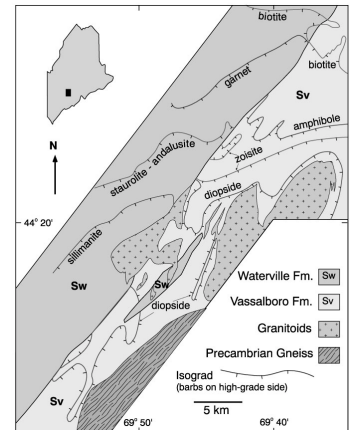 biotite
biotite
garnet
Sv
amphibole
zoisite
staurolite - andalusite
N
diopside
44° 20
sillimanite
Sw
Sw
diopside
Waterville Fm. Sw
Vassalboro Fm. Sv
Granitoids
Precambrian Gneiss
Isograd
(barbs on high-grade side)
Sv
5 km
69° 50
69° 40